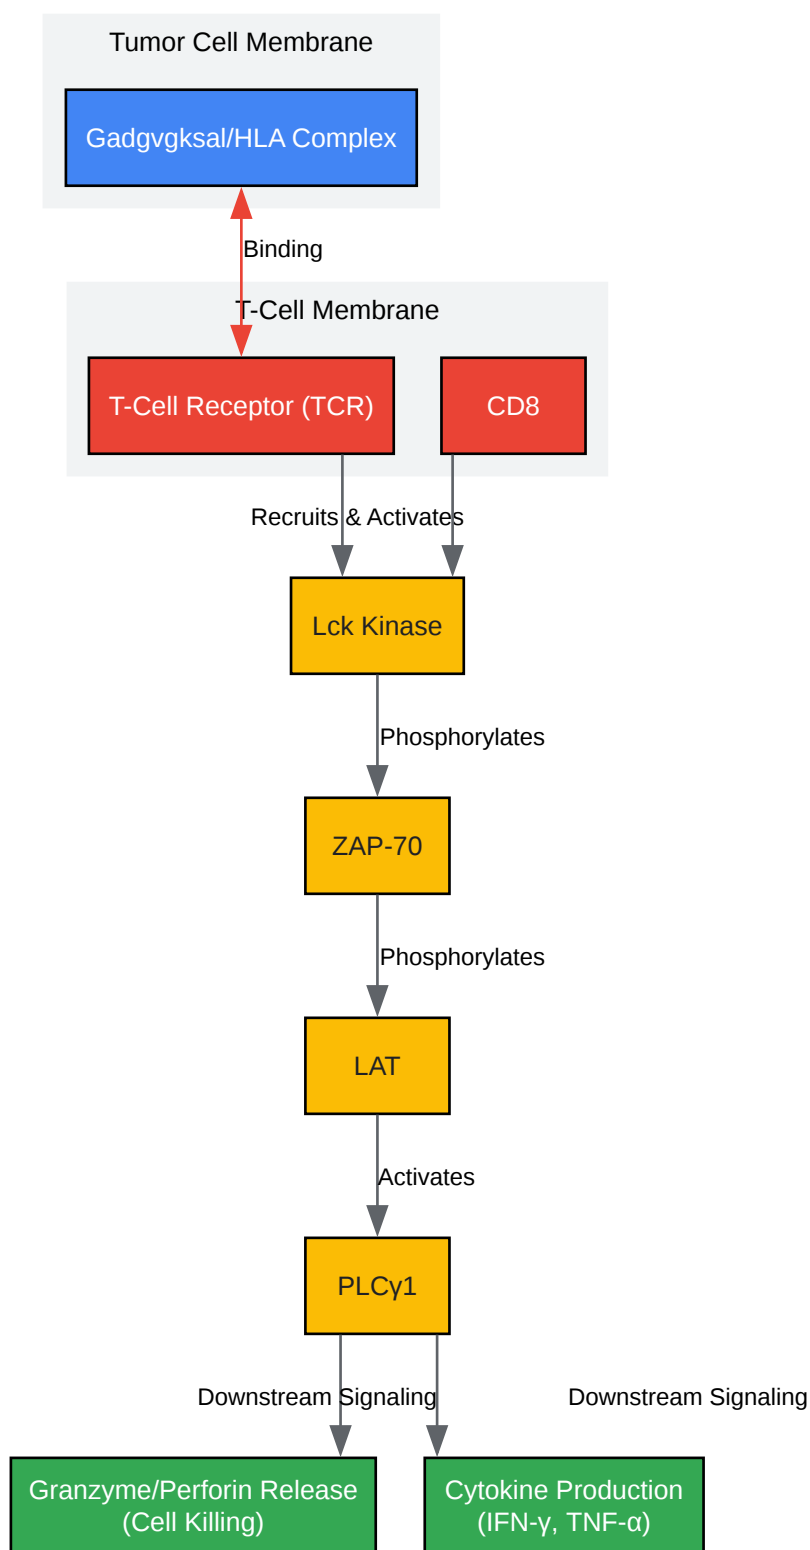 Tumor Cell Membrane
Gadgvgksal/HLA Complex
Binding
T-Cell Membrane
T-Cell Receptor (TCR)
CD8
Recruits & Activates
Lck Kinase
Phosphorylates
ZAP-70
Phosphorylates
LAT
Activates
PLCγ1
Downstream Signaling
Downstream Signaling
Granzyme/Perforin Release
(Cell Killing)
Cytokine Production
(IFN-γ, TNF-α)